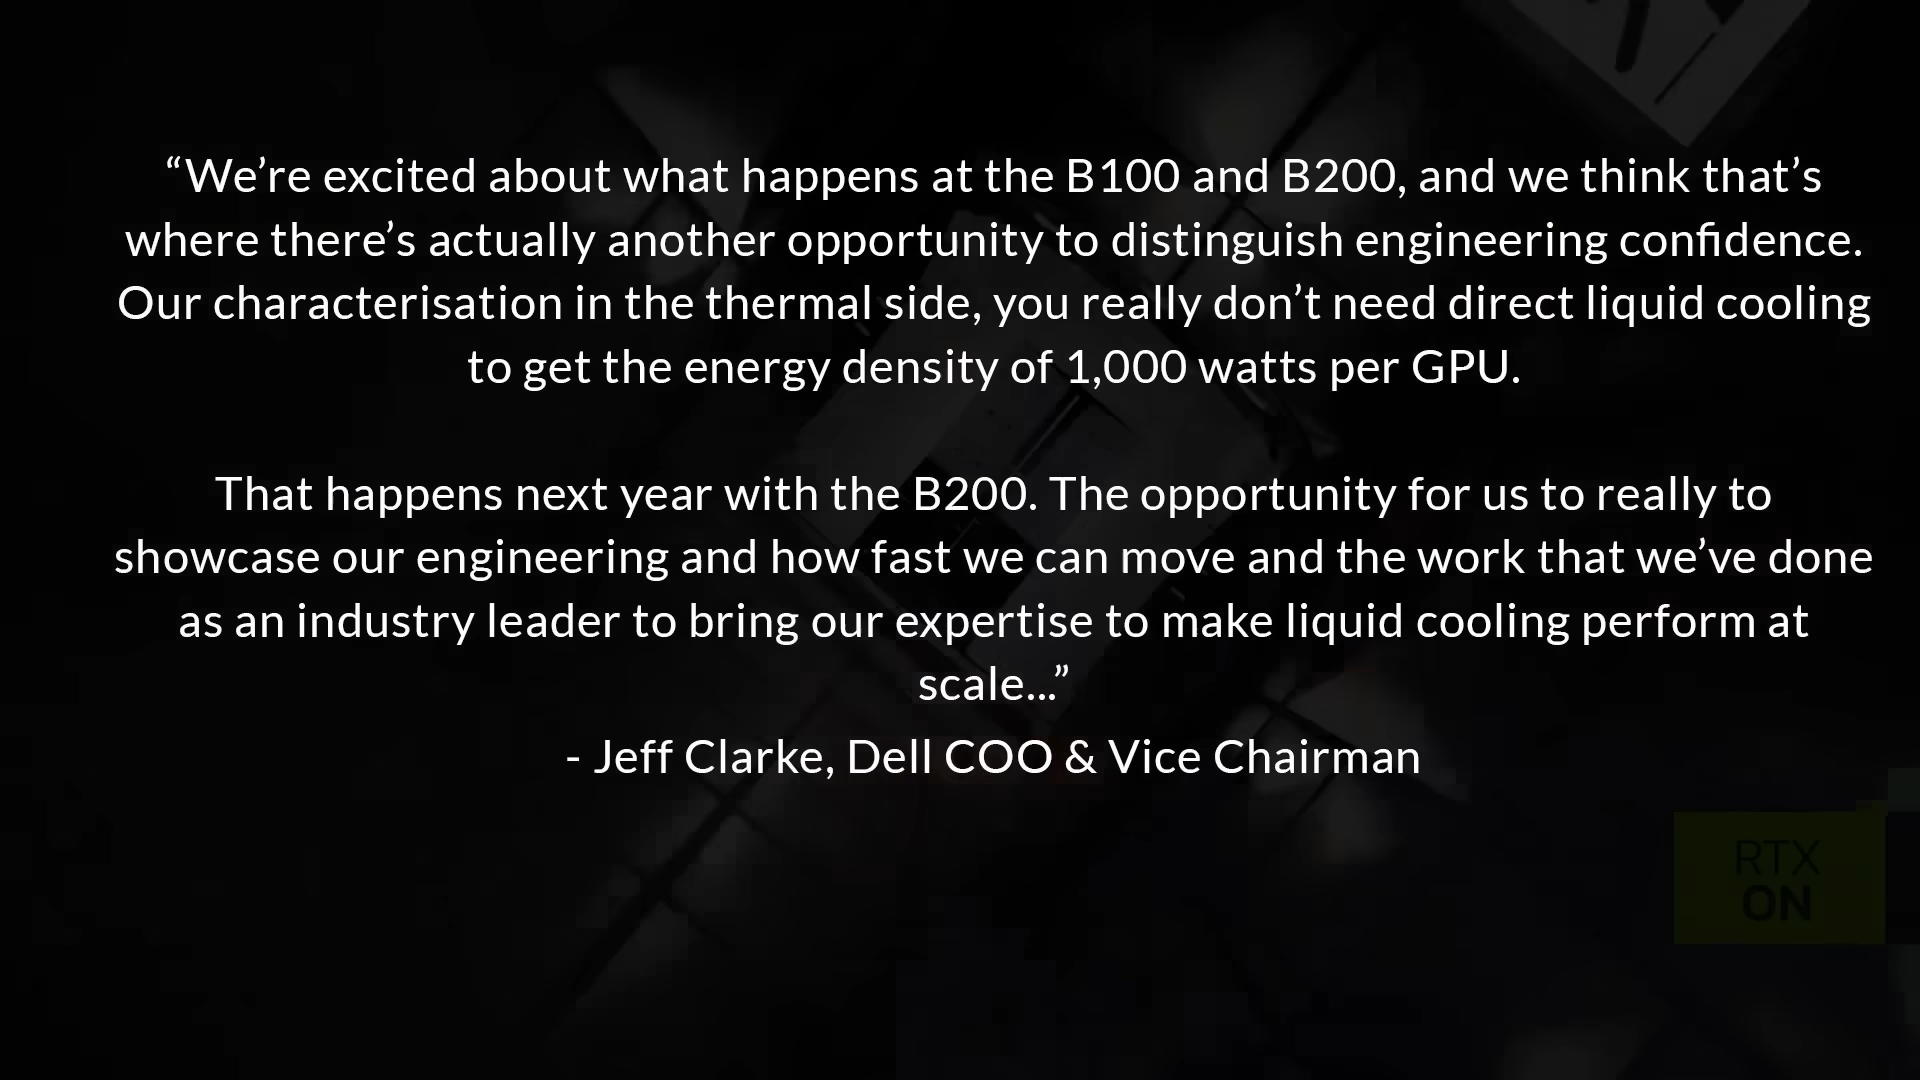 “We’re excited about what happens at the B100 and B200, and we think that’s
where there’s actually another opportunity to distinguish engineering confidence.
Our characterisation in the thermal side, you really don’t need direct liquid cooling
to get the energy density of 1,000 watts per GPU.
That happens next year with the B200. The opportunity for us to really to
showcase our engineering and how fast we can move and the work that we’ve done
as an industry leader to bring our expertise to make liquid cooling perform at
scale...”
- Jeff Clarke, Dell COO & Vice Chairman
RTX
ON